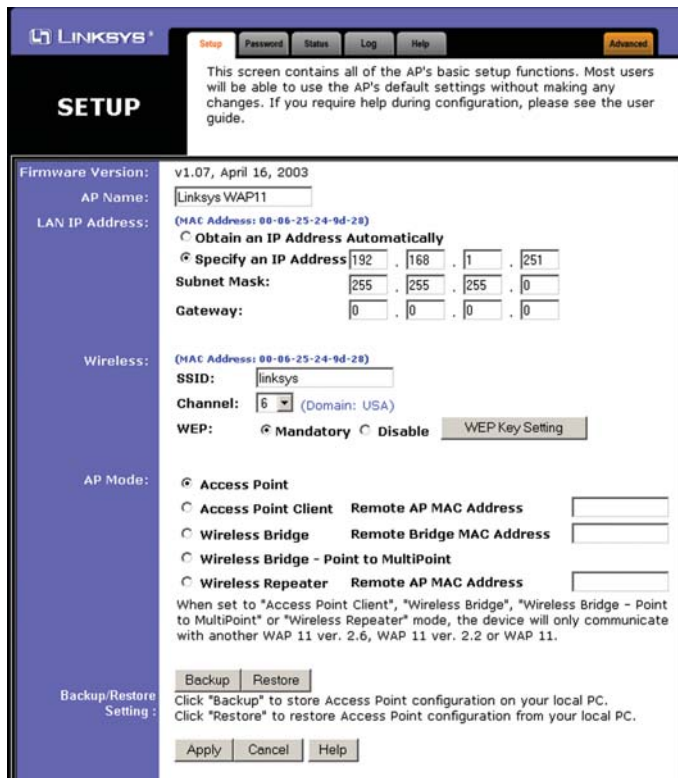 LINKSYS®
Setup Password Status Log Help Advanced
SETUP
This screen contains all of the AP's basic setup functions. Most users
will be able to use the AP's default settings without making any
changes. If you require help during configuration, please see the user
guide.
Firmware Version: v1.07, April 16, 2003
AP Name: Linksys WAP11
LAN IP Address: (MAC Address: 00-06-25-24-9d-28)
Obtain an IP Address Automatically
Specify an IP Address 192 . 168 . 1 . 251
Subnet Mask: 255 . 255 . 255 . 0
Gateway: 0 . 0 . 0 . 0
Wireless: (MAC Address: 00-06-25-24-9d-28)
SSID: linksys
Channel: 6 (Domain: USA)
WEP: Mandatory Disable WEP Key Setting
AP Mode: Access Point
Access Point Client Remote AP MAC Address
Wireless Bridge Remote Bridge MAC Address
Wireless Bridge - Point to MultiPoint
Wireless Repeater Remote AP MAC Address
When set to "Access Point Client", "Wireless Bridge", "Wireless Bridge - Point
to MultiPoint" or "Wireless Repeater" mode, the device will only communicate
with another WAP 11 ver. 2.6, WAP 11 ver. 2.2 or WAP 11.
Backup Restore
Backup/Restore Setting :
Click "Backup" to store Access Point configuration on your local PC.
Click "Restore" to restore Access Point configuration from your local PC.
Apply Cancel Help